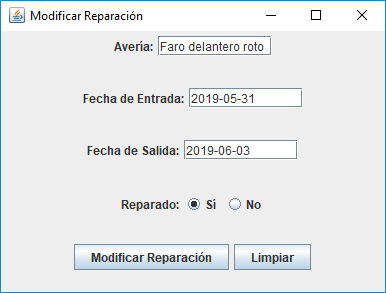 Modificar Reparación
Avería: Faro delantero roto
Fecha de Entrada: 2019-05-31
Fecha de Salida: 2019-06-03
Reparado: Sí No
Modificar Reparación Limpiar